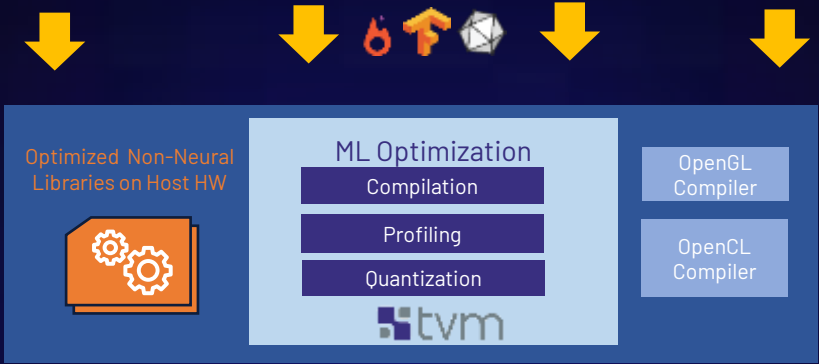 Optimized Non-Neural
Libraries on Host HW
ML Optimization
Compilation
Profiling
Quantization
tvm
OpenGL
Compiler
OpenCL
Compiler